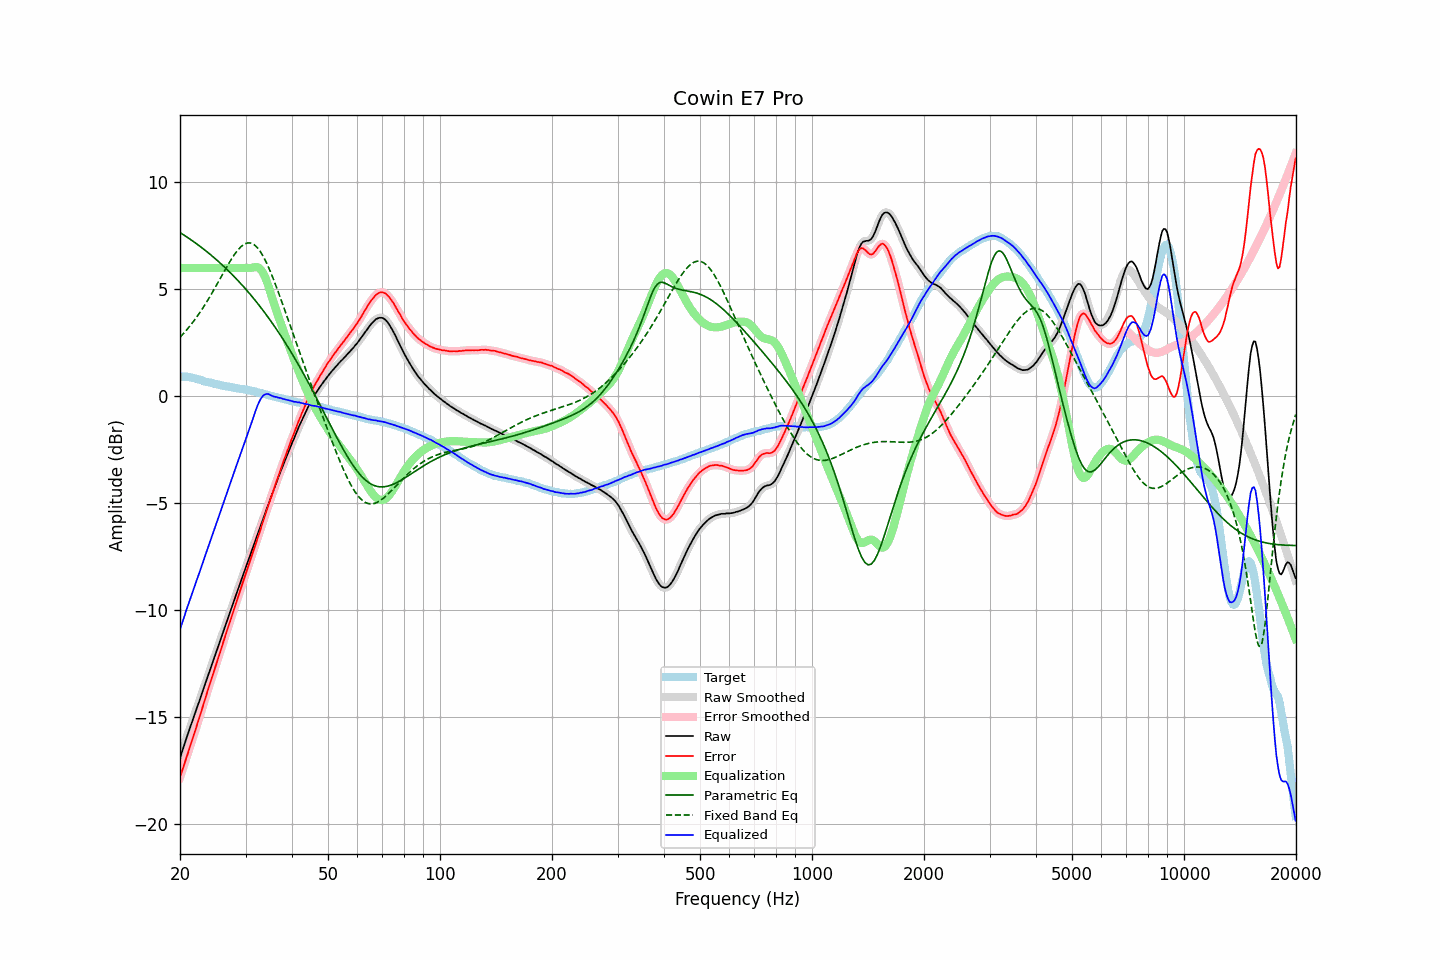 Cowin E7 Pro
Amplitude (dBr)
10
5
0
−5
−10
−15
−20
Target
Raw Smoothed
Error Smoothed
Raw
Error
Equalization
Parametric Eq
Fixed Band Eq
Equalized
20 50 100 200 500 1000 2000 5000 10000 20000
Frequency (Hz)